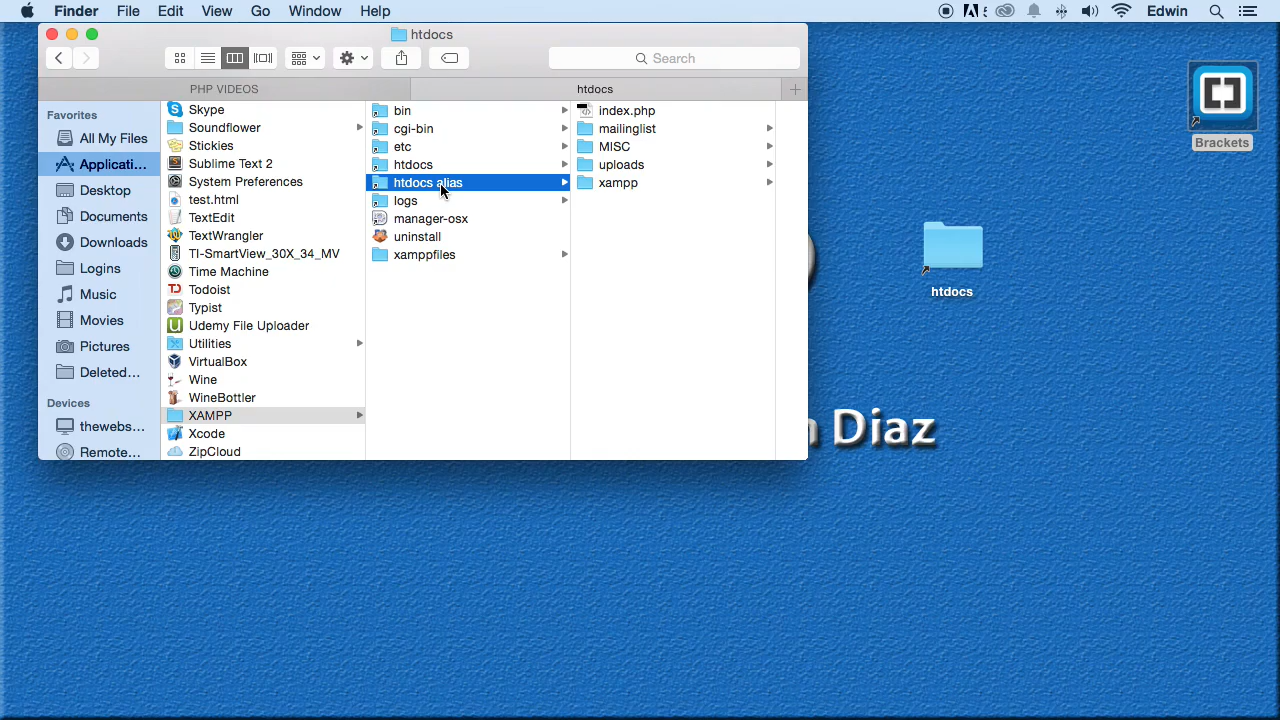 Finder File Edit View Go Window Help 5 Edwin
htdocs
Search
PHP VIDEOS htdocs
Favorites
All My Files
Applicati...
Desktop
Documents
Downloads
Logins
Music
Movies
Pictures
Deleted...
Devices
thewebs...
Remote...
Skype
Soundflower
Stickies
Sublime Text 2
System Preferences
test.html
TextEdit
TextWrangler
TI-SmartView_30X_34_MV
Time Machine
Todoist
Typist
Udemy File Uploader
Utilities
VirtualBox
Wine
WineBottler
XAMPP
Xcode
ZipCloud
bin
cgi-bin
etc
htdocs
htdocs alias
logs
manager-osx
uninstall
xamppfiles
index.php
mailinglist
MISC
uploads
xampp
Brackets
htdocs
n Diaz